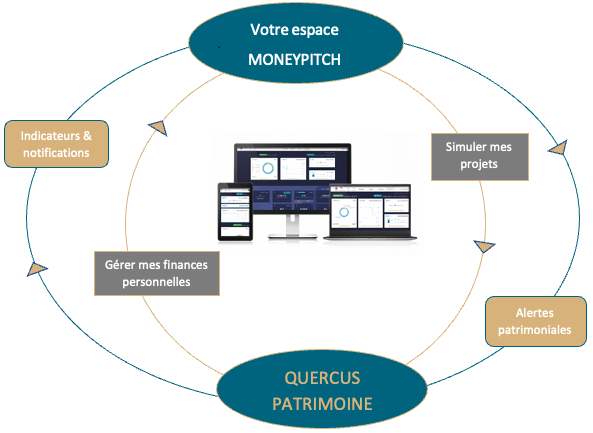 Votre espace
MONEYPITCH
Indicateurs &
notifications
Simuler mes
projets
Gérer mes finances
personnelles
Alertes
patrimoniales
QUERCUS
PATRIMOINE